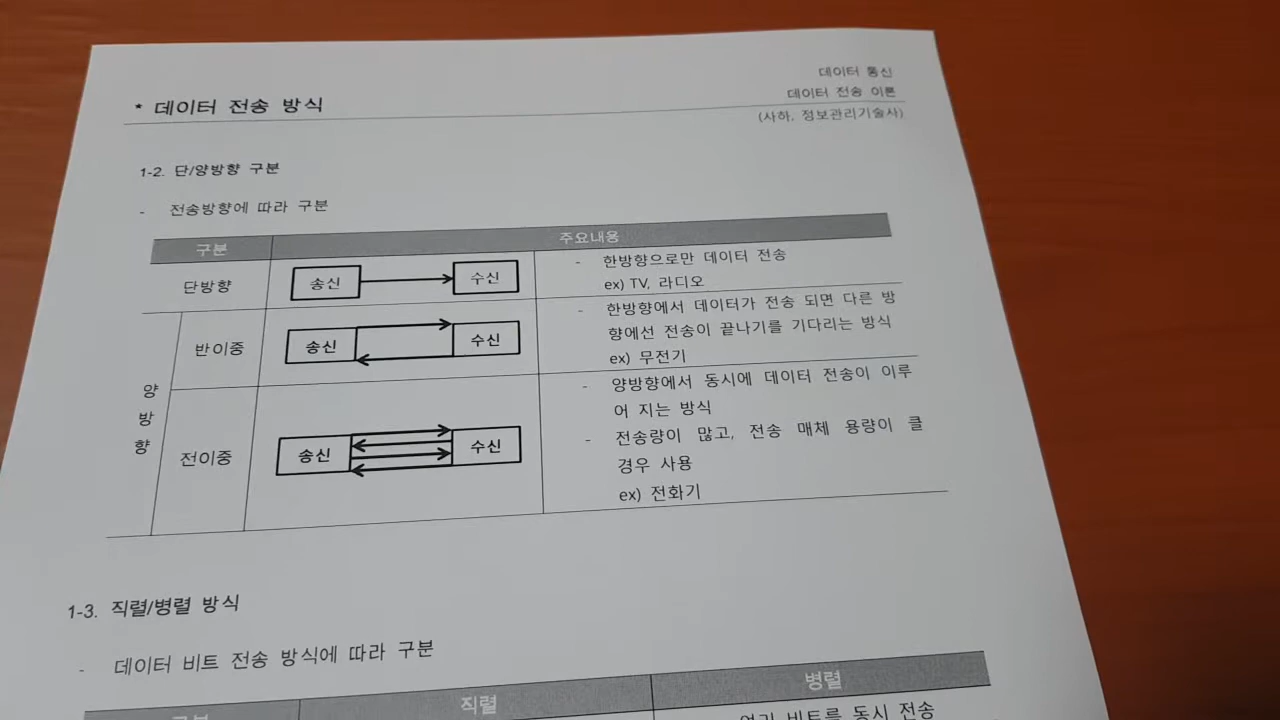 데이터 통신
* 데이터 전송 방식
데이터 전송 이론
(사하, 정보관리기술사)
1-2. 단/양방향 구분
- 전송방향에 따라 구분
구분
주요내용
단방향
송신
수신
- 한방향으로만 데이터 전송
ex) TV, 라디오
양방향
반이중
송신
수신
- 한방향에서 데이터가 전송 되면 다른 방
향에선 전송이 끝나기를 기다리는 방식
ex) 무전기
전이중
송신
수신
- 양방향에서 동시에 데이터 전송이 이루
어 지는 방식
- 전송량이 많고, 전송 매체 용량이 클
경우 사용
ex) 전화기
1-3. 직렬/병렬 방식
- 데이터 비트 전송 방식에 따라 구분
직렬
병렬
비트를 동시 전송